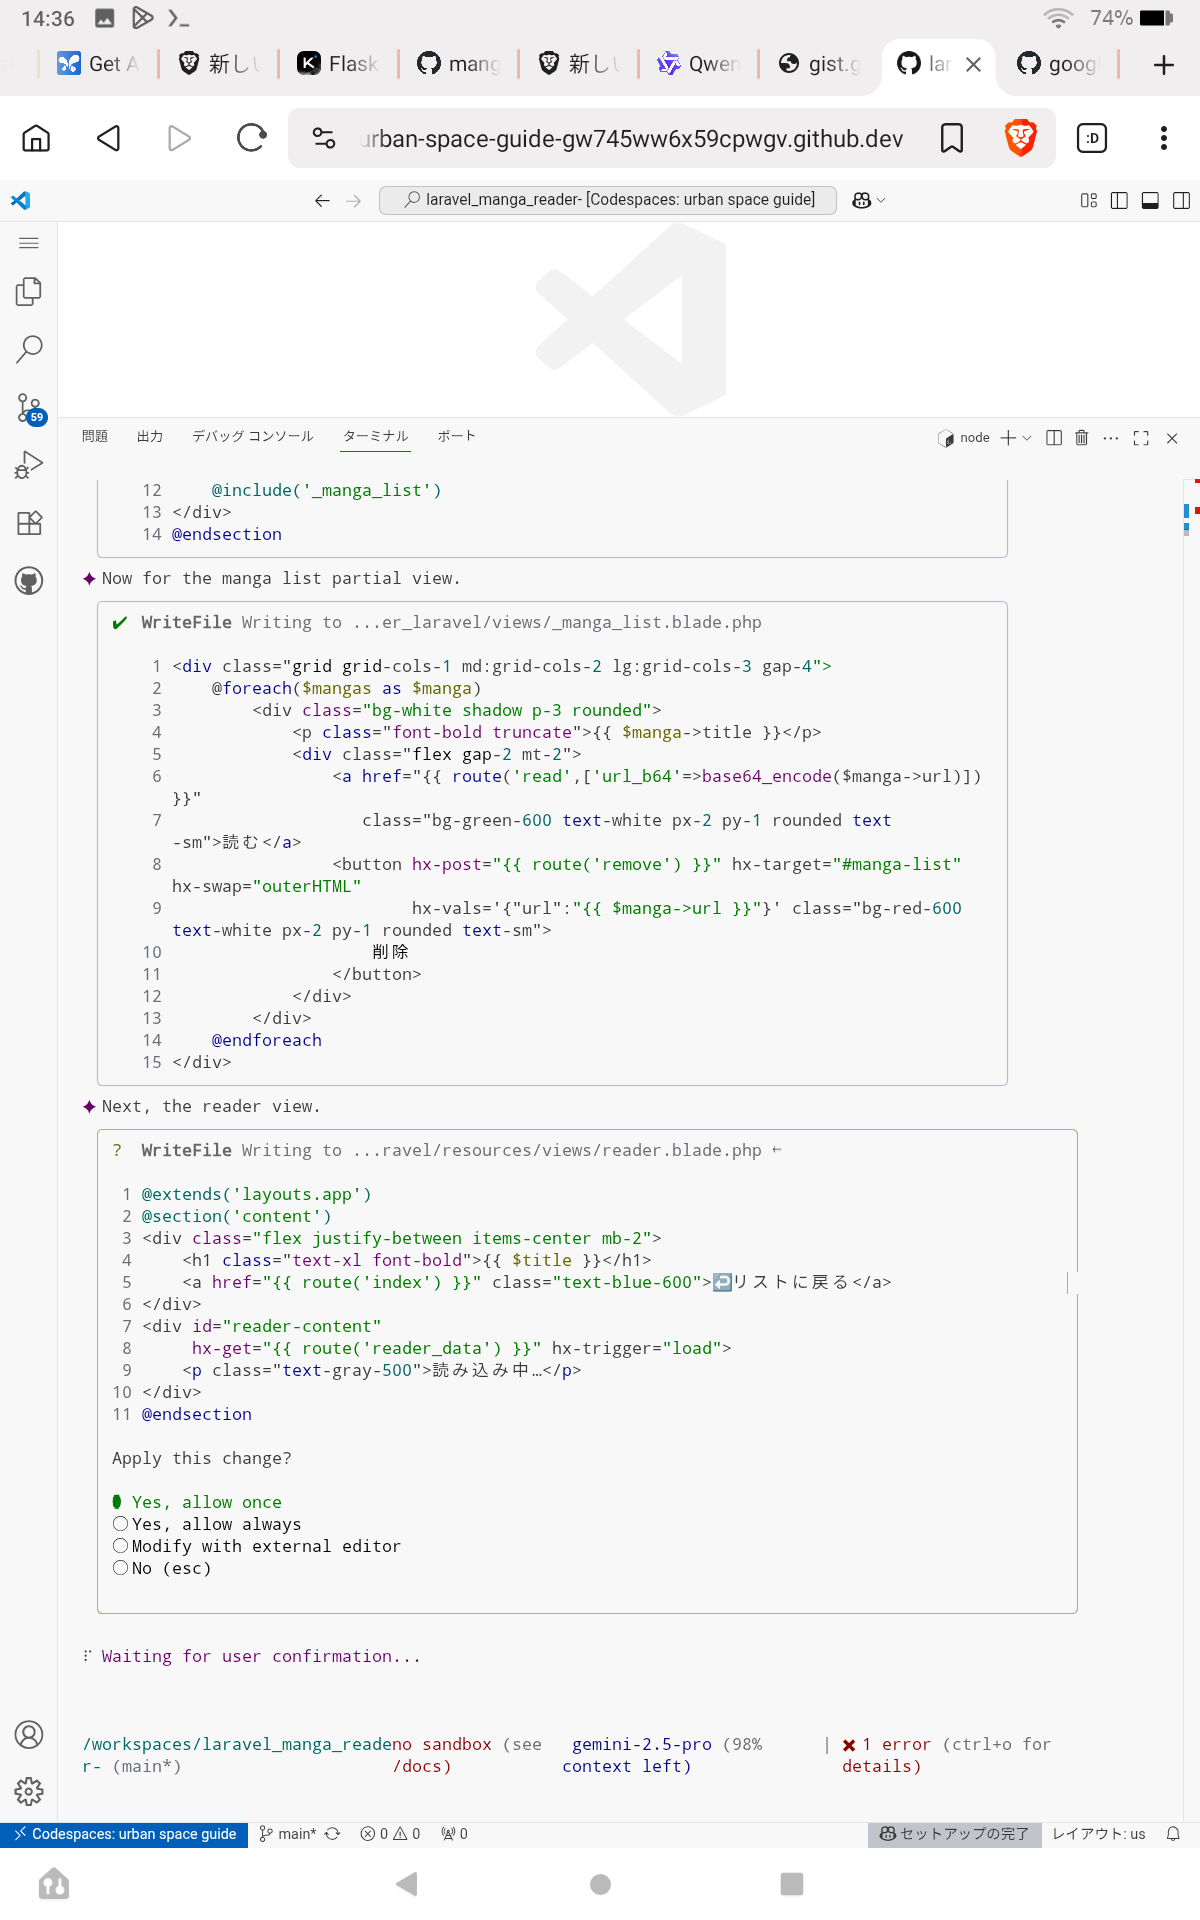 14:36
74%
Get A
新しい
Flask
mang
新しい
Qwen
gist.g
lar
goog
urban-space-guide-gw745ww6x59cpwgv.github.dev
:D
laravel_manga_reader- [Codespaces: urban space guide]
59
問題 出力 デバッグ コンソール ターミナル ポート
node
12 @include('_manga_list')
13 </div>
14 @endsection
✦ Now for the manga list partial view.
✔ WriteFile Writing to ...er_laravel/views/_manga_list.blade.php
1 <div class="grid grid-cols-1 md:grid-cols-2 lg:grid-cols-3 gap-4">
2 @foreach($mangas as $manga)
3 <div class="bg-white shadow p-3 rounded">
4 <p class="font-bold truncate">{{ $manga->title }}</p>
5 <div class="flex gap-2 mt-2">
6 <a href="{{ route('read',['url_b64'=>base64_encode($manga->url)])
}}"
7 class="bg-green-600 text-white px-2 py-1 rounded text
-sm">読む</a>
8 <button hx-post="{{ route('remove') }}" hx-target="#manga-list"
hx-swap="outerHTML"
9 hx-vals='{"url":"{{ $manga->url }}"}' class="bg-red-600
text-white px-2 py-1 rounded text-sm">
10 削除
11 </button>
12 </div>
13 </div>
14 @endforeach
15 </div>
✦ Next, the reader view.
? WriteFile Writing to ...ravel/resources/views/reader.blade.php ←
1 @extends('layouts.app')
2 @section('content')
3 <div class="flex justify-between items-center mb-2">
4 <h1 class="text-xl font-bold">{{ $title }}</h1>
5 <a href="{{ route('index') }}" class="text-blue-600">↩️リストに戻る</a>
6 </div>
7 <div id="reader-content"
8 hx-get="{{ route('reader_data') }}" hx-trigger="load">
9 <p class="text-gray-500">読み込み中…</p>
10 </div>
11 @endsection
Apply this change?
● Yes, allow once
○ Yes, allow always
○ Modify with external editor
○ No (esc)
⠏ Waiting for user confirmation...
/workspaces/laravel_manga_readeno sandbox (see gemini-2.5-pro (98% | ✖ 1 error (ctrl+o for
r- (main*) /docs) context left) details)
Codespaces: urban space guide main* 0 0 0 セットアップの完了 レイアウト: us